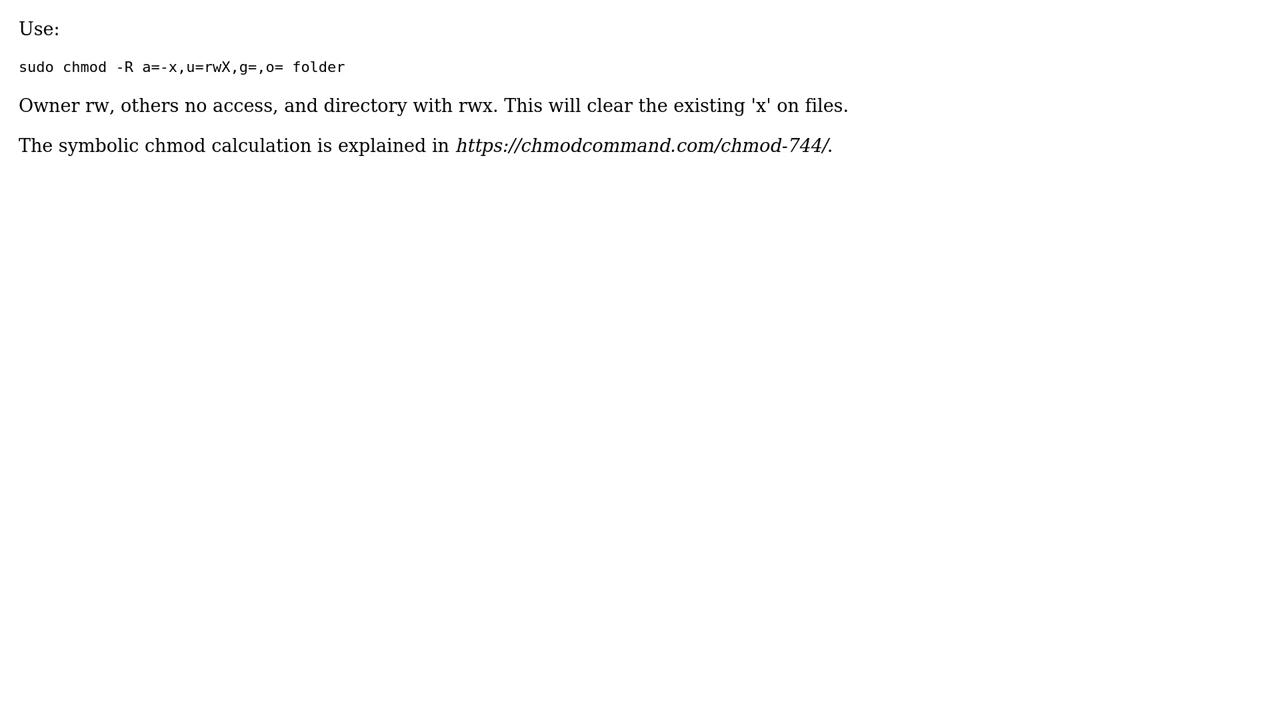 Use:
sudo chmod -R a=-x,u=rwX,g=,o= folder
Owner rw, others no access, and directory with rwx. This will clear the existing 'x' on files.
The symbolic chmod calculation is explained in https://chmodcommand.com/chmod-744/.